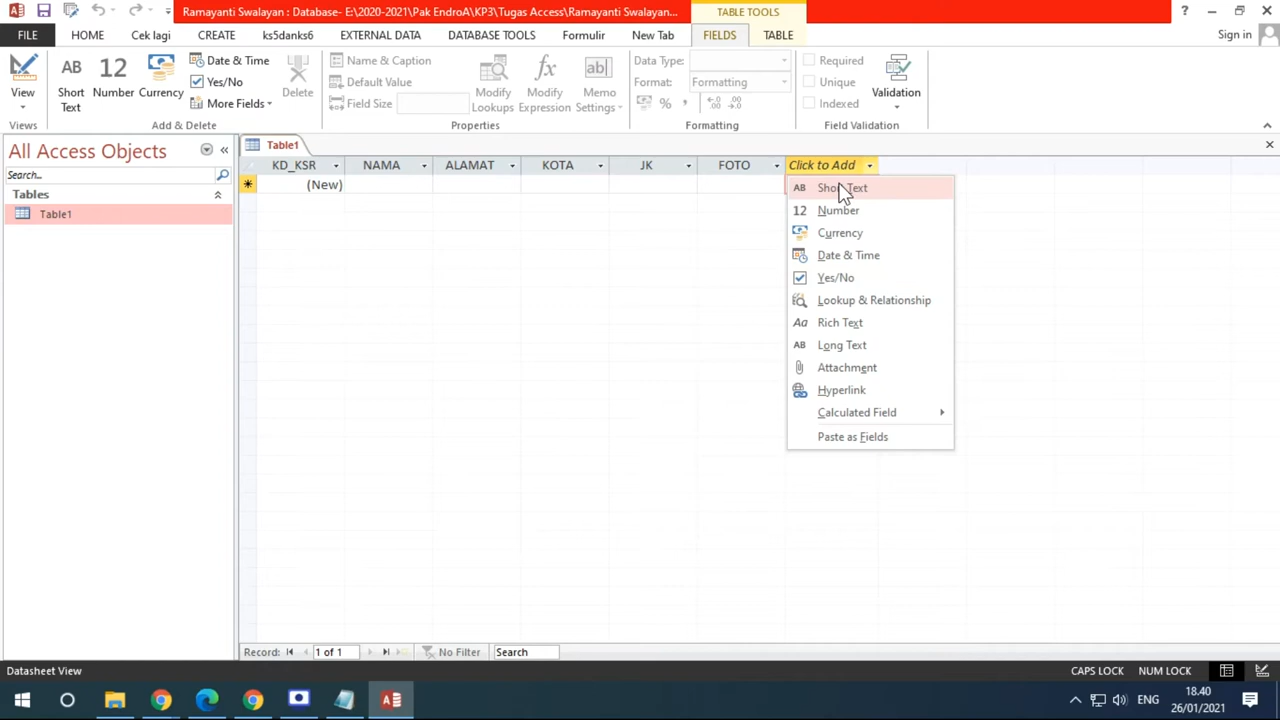 Ramayanti Swalayan : Database- E:\2020-2021\Pak EndroA\KP3\Tugas Access\Ramayanti Swalayan...
TABLE TOOLS
?
FILE
HOME
Cek lagi
CREATE
ks5danks6
EXTERNAL DATA
DATABASE TOOLS
Formulir
New Tab
FIELDS
TABLE
Sign in
View
AB
Short Text
12
Number
Currency
Date & Time
Yes/No
More Fields
Delete
Name & Caption
Default Value
Field Size
Modify Lookups
fx
Modify Expression
ab
Memo Settings
Data Type:
Format:
Formatting
%
Required
Unique
Indexed
Validation
Views
Add & Delete
Properties
Formatting
Field Validation
All Access Objects
Search...
Tables
Table1
Table1
KD_KSR
NAMA
ALAMAT
KOTA
JK
FOTO
Click to Add
(New)
AB Short Text
12 Number
Currency
Date & Time
Yes/No
Lookup & Relationship
Aa Rich Text
AB Long Text
Attachment
Hyperlink
Calculated Field
Paste as Fields
Record:
1 of 1
No Filter
Search
Datasheet View
CAPS LOCK
NUM LOCK
ENG
18.40
26/01/2021